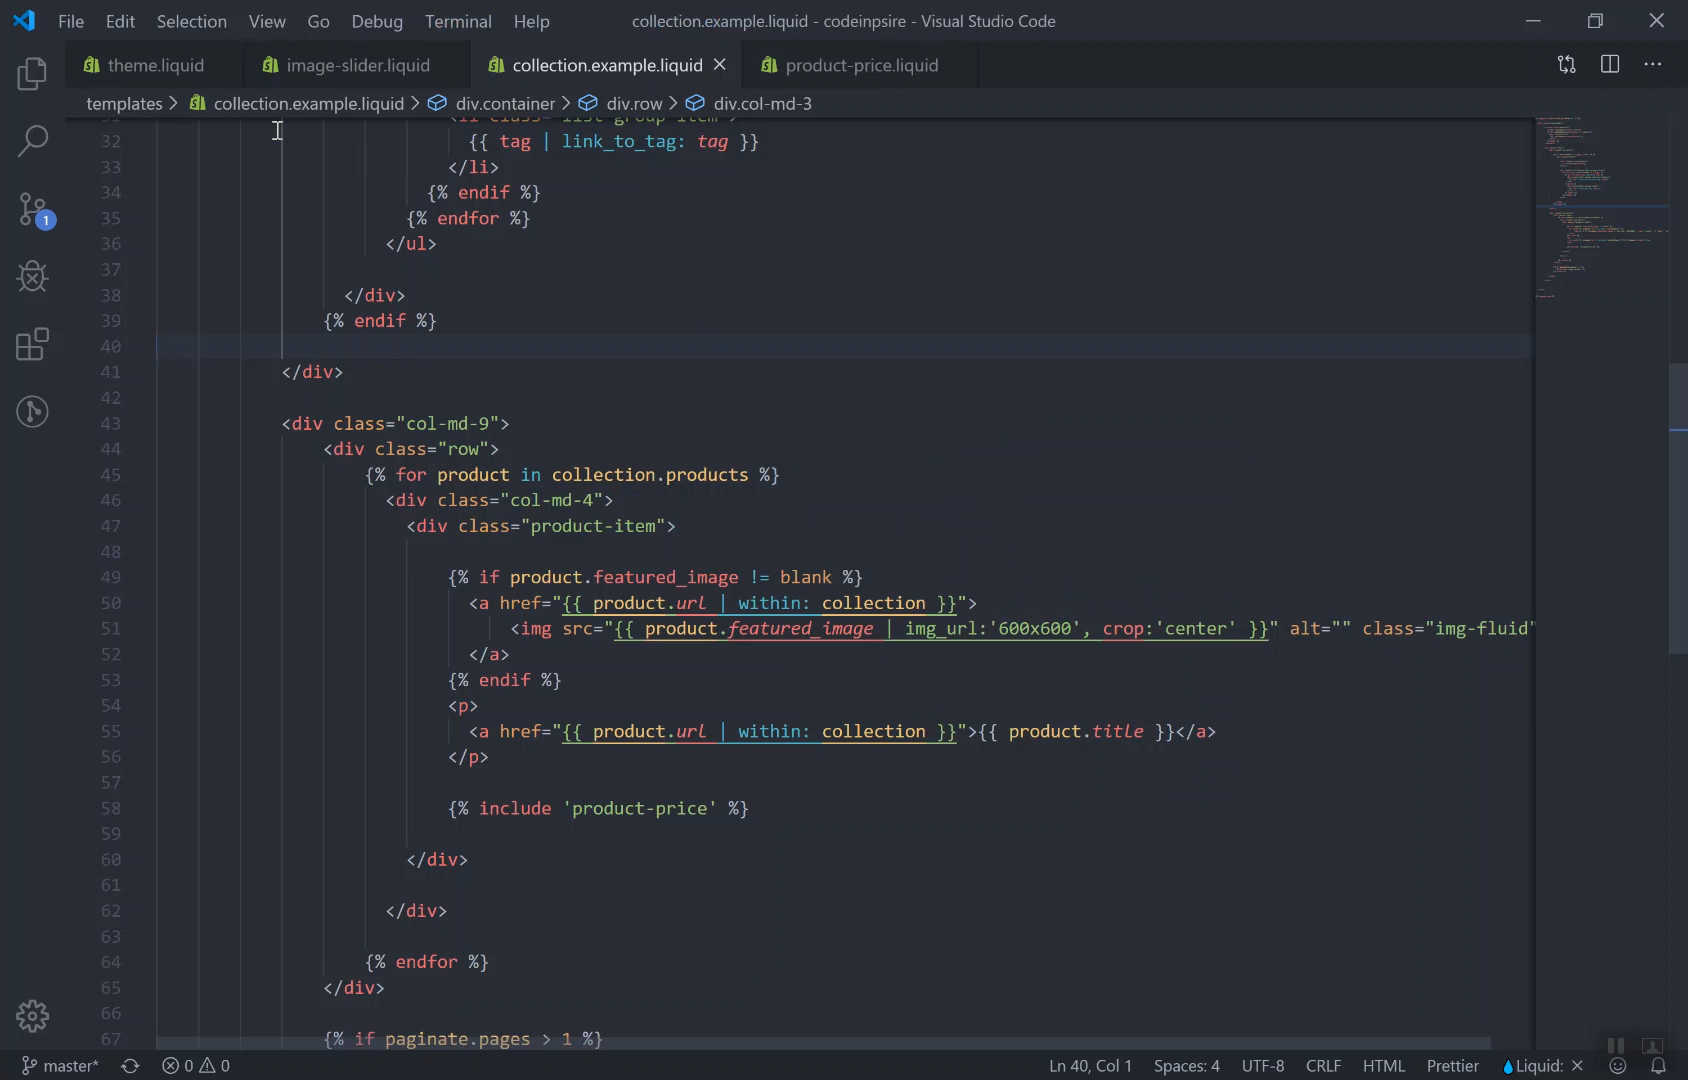 File Edit Selection View Go Debug Terminal Help collection.example.liquid - codeinpsire - Visual Studio Code
theme.liquid image-slider.liquid collection.example.liquid product-price.liquid
templates > collection.example.liquid > div.container > div.row > div.col-md-3
31 <li class="list-group-item">
32 {{ tag | link_to_tag: tag }}
33 </li>
34 {% endif %}
35 {% endfor %}
36 </ul>
37
38 </div>
39 {% endif %}
40
41 </div>
42
43 <div class="col-md-9">
44 <div class="row">
45 {% for product in collection.products %}
46 <div class="col-md-4">
47 <div class="product-item">
48
49 {% if product.featured_image != blank %}
50 <a href="{{ product.url | within: collection }}">
51 <img src="{{ product.featured_image | img_url:'600x600', crop:'center' }}" alt="" class="img-fluid"
52 </a>
53 {% endif %}
54 <p>
55 <a href="{{ product.url | within: collection }}">{{ product.title }}</a>
56 </p>
57
58 {% include 'product-price' %}
59
60 </div>
61
62 </div>
63
64 {% endfor %}
65 </div>
66
67 {% if paginate.pages > 1 %}
1
master* 0 0 Ln 40, Col 1 Spaces: 4 UTF-8 CRLF HTML Prettier Liquid: ✕